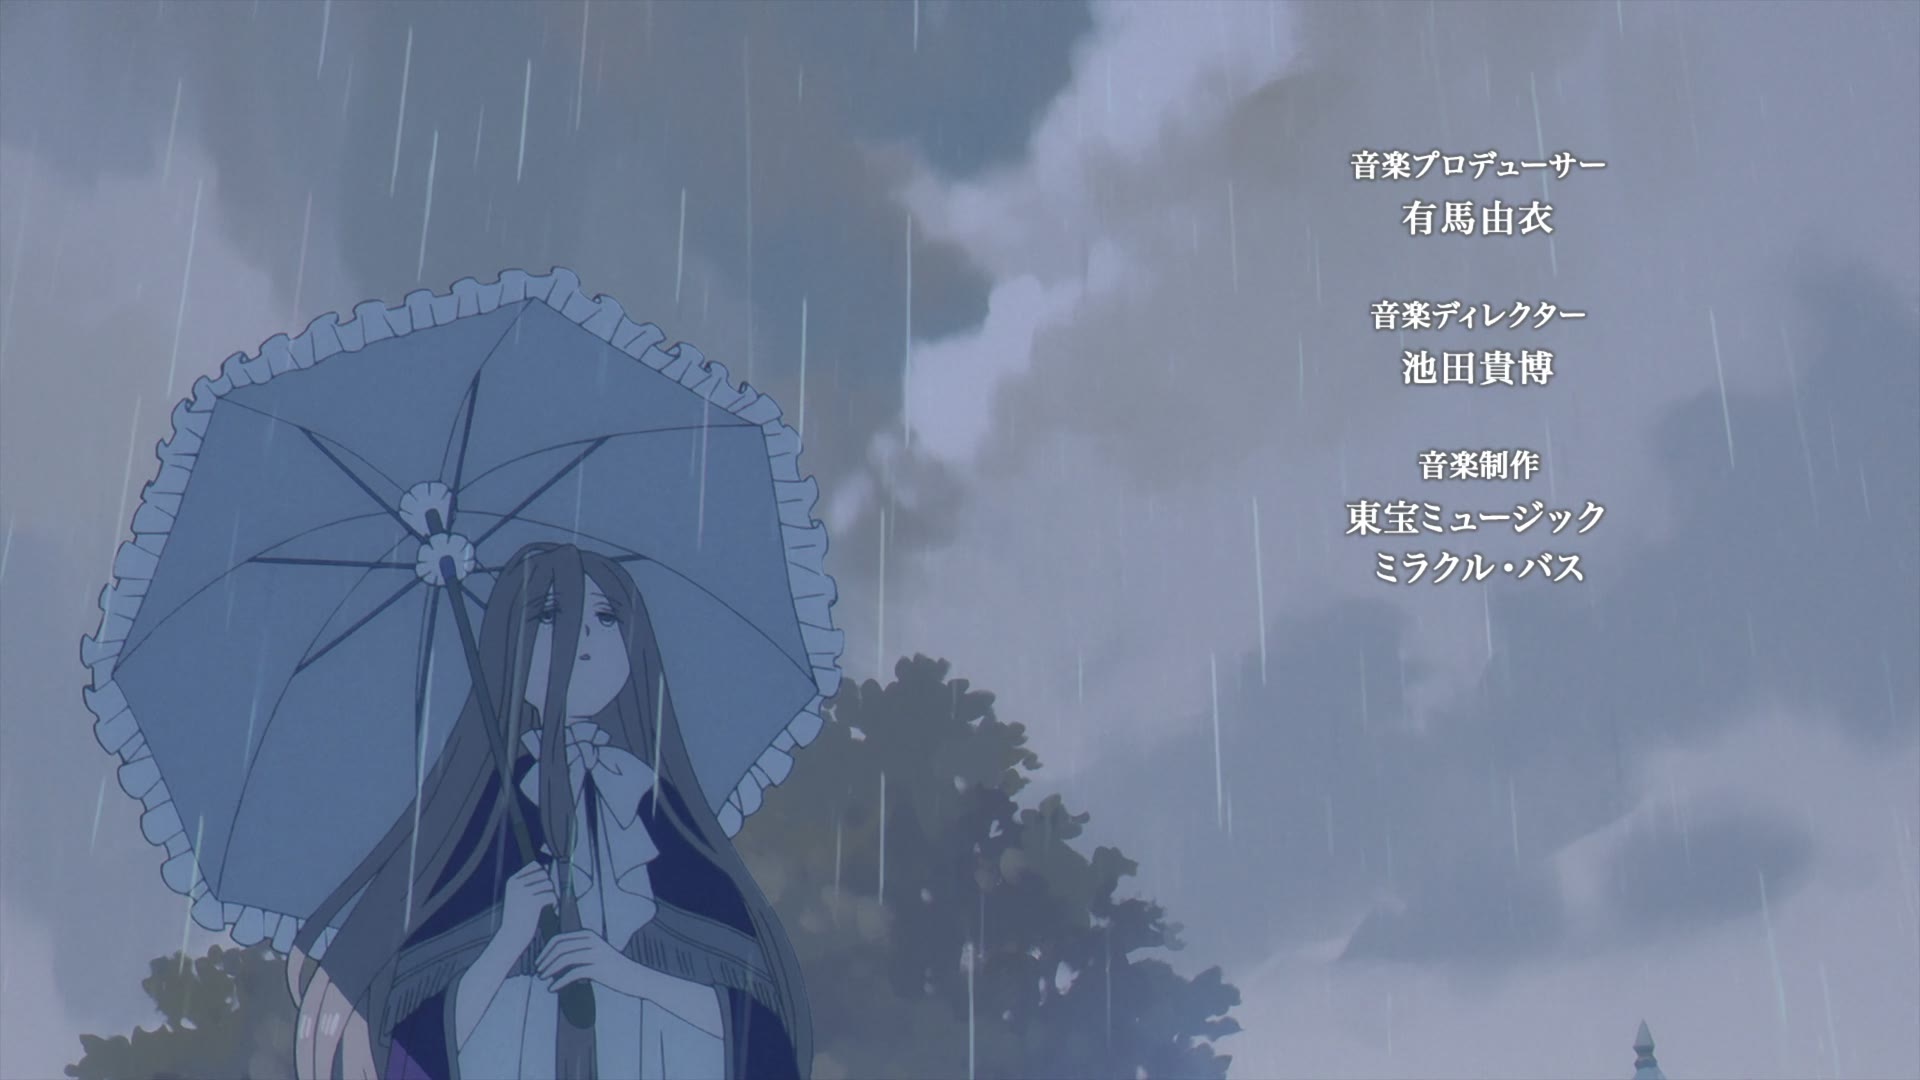 音楽プロデューサー
有馬由衣
音楽ディレクター
池田貴博
音楽制作
東宝ミュージック
ミラクル・バス